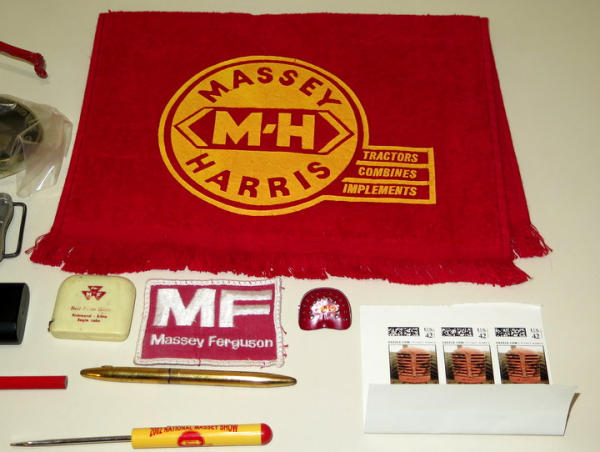 MASSEY
M-H
HARRIS
TRACTORS
COMBINES
IMPLEMENTS
MF
Massey Ferguson
U.S.
42
U.S.
42
U.S.
42
2002 NATIONAL MASSEY SHOW